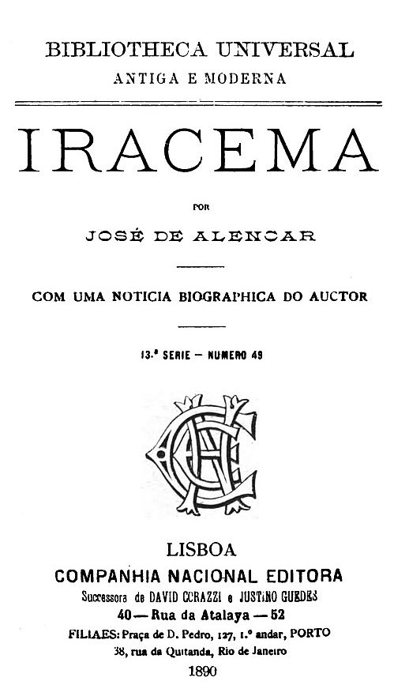 BIBLIOTHECA UNIVERSAL
ANTIGA E MODERNA
IRACEMA
POR
JOSÉ DE ALENCAR
COM UMA NOTICIA BIOGRAPHICA DO AUCTOR
13.ª SERIE — NUMERO 49
LISBOA
COMPANHIA NACIONAL EDITORA
Successora de DAVID CORAZZI e JUSTINO GUEDES
40 — Rua da Atalaya — 52
FILIAES: Praça de D. Pedro, 127, 1.º andar, PORTO
38, rua da Quitanda, Rio de Janeiro
1890